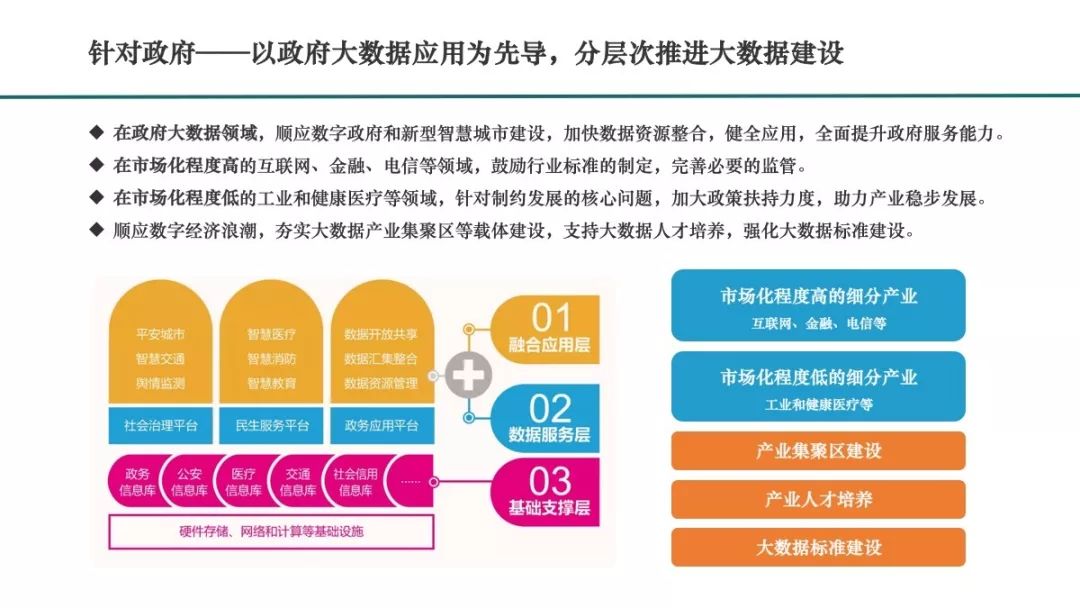 针对政府——以政府大数据应用为先导，分层次推进大数据建设
◆ 在政府大数据领域，顺应数字政府和新型智慧城市建设，加快数据资源整合，健全应用，全面提升政府服务能力。
◆ 在市场化程度高的互联网、金融、电信等领域，鼓励行业标准的制定，完善必要的监管。
◆ 在市场化程度低的工业和健康医疗等领域，针对制约发展的核心问题，加大政策扶持力度，助力产业稳步发展。
◆ 顺应数字经济浪潮，夯实大数据产业集聚区等载体建设，支持大数据人才培养，强化大数据标准建设。
平安城市
智慧交通
舆情监测
智慧医疗
智慧消防
智慧教育
数据开放共享
数据汇集整合
数据资源管理
社会治理平台
民生服务平台
政务应用平台
政务
信息库
公安
信息库
医疗
信息库
交通
信息库
社会信用
信息库
......
硬件存储、网络和计算等基础设施
01
融合应用层
02
数据服务层
03
基础支撑层
市场化程度高的细分产业
互联网、金融、电信等
市场化程度低的细分产业
工业和健康医疗等
产业集聚区建设
产业人才培养
大数据标准建设